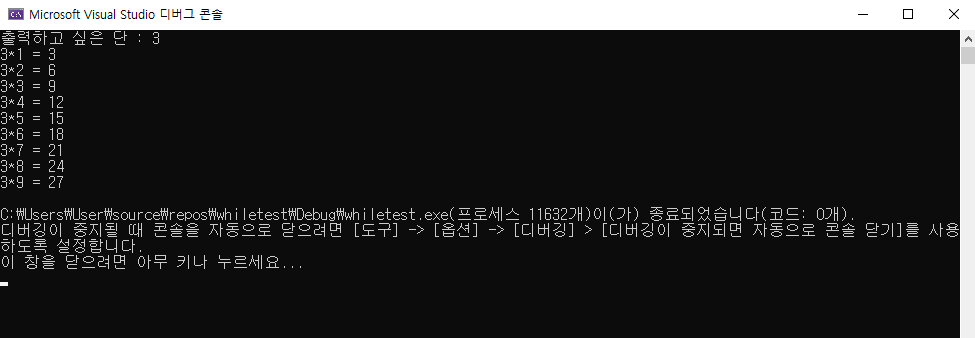 Microsoft Visual Studio 디버그 콘솔
출력하고 싶은 단 : 3
3*1 = 3
3*2 = 6
3*3 = 9
3*4 = 12
3*5 = 15
3*6 = 18
3*7 = 21
3*8 = 24
3*9 = 27
C:₩Users₩User₩source₩repos₩whiletest₩Debug₩whiletest.exe(프로세스 11632개)이(가) 종료되었습니다(코드: 0개).
디버깅이 중지될 때 콘솔을 자동으로 닫으려면 [도구] -> [옵션] -> [디버깅] > [디버깅이 중지되면 자동으로 콘솔 닫기]를 사용
하도록 설정합니다.
이 창을 닫으려면 아무 키나 누르세요...